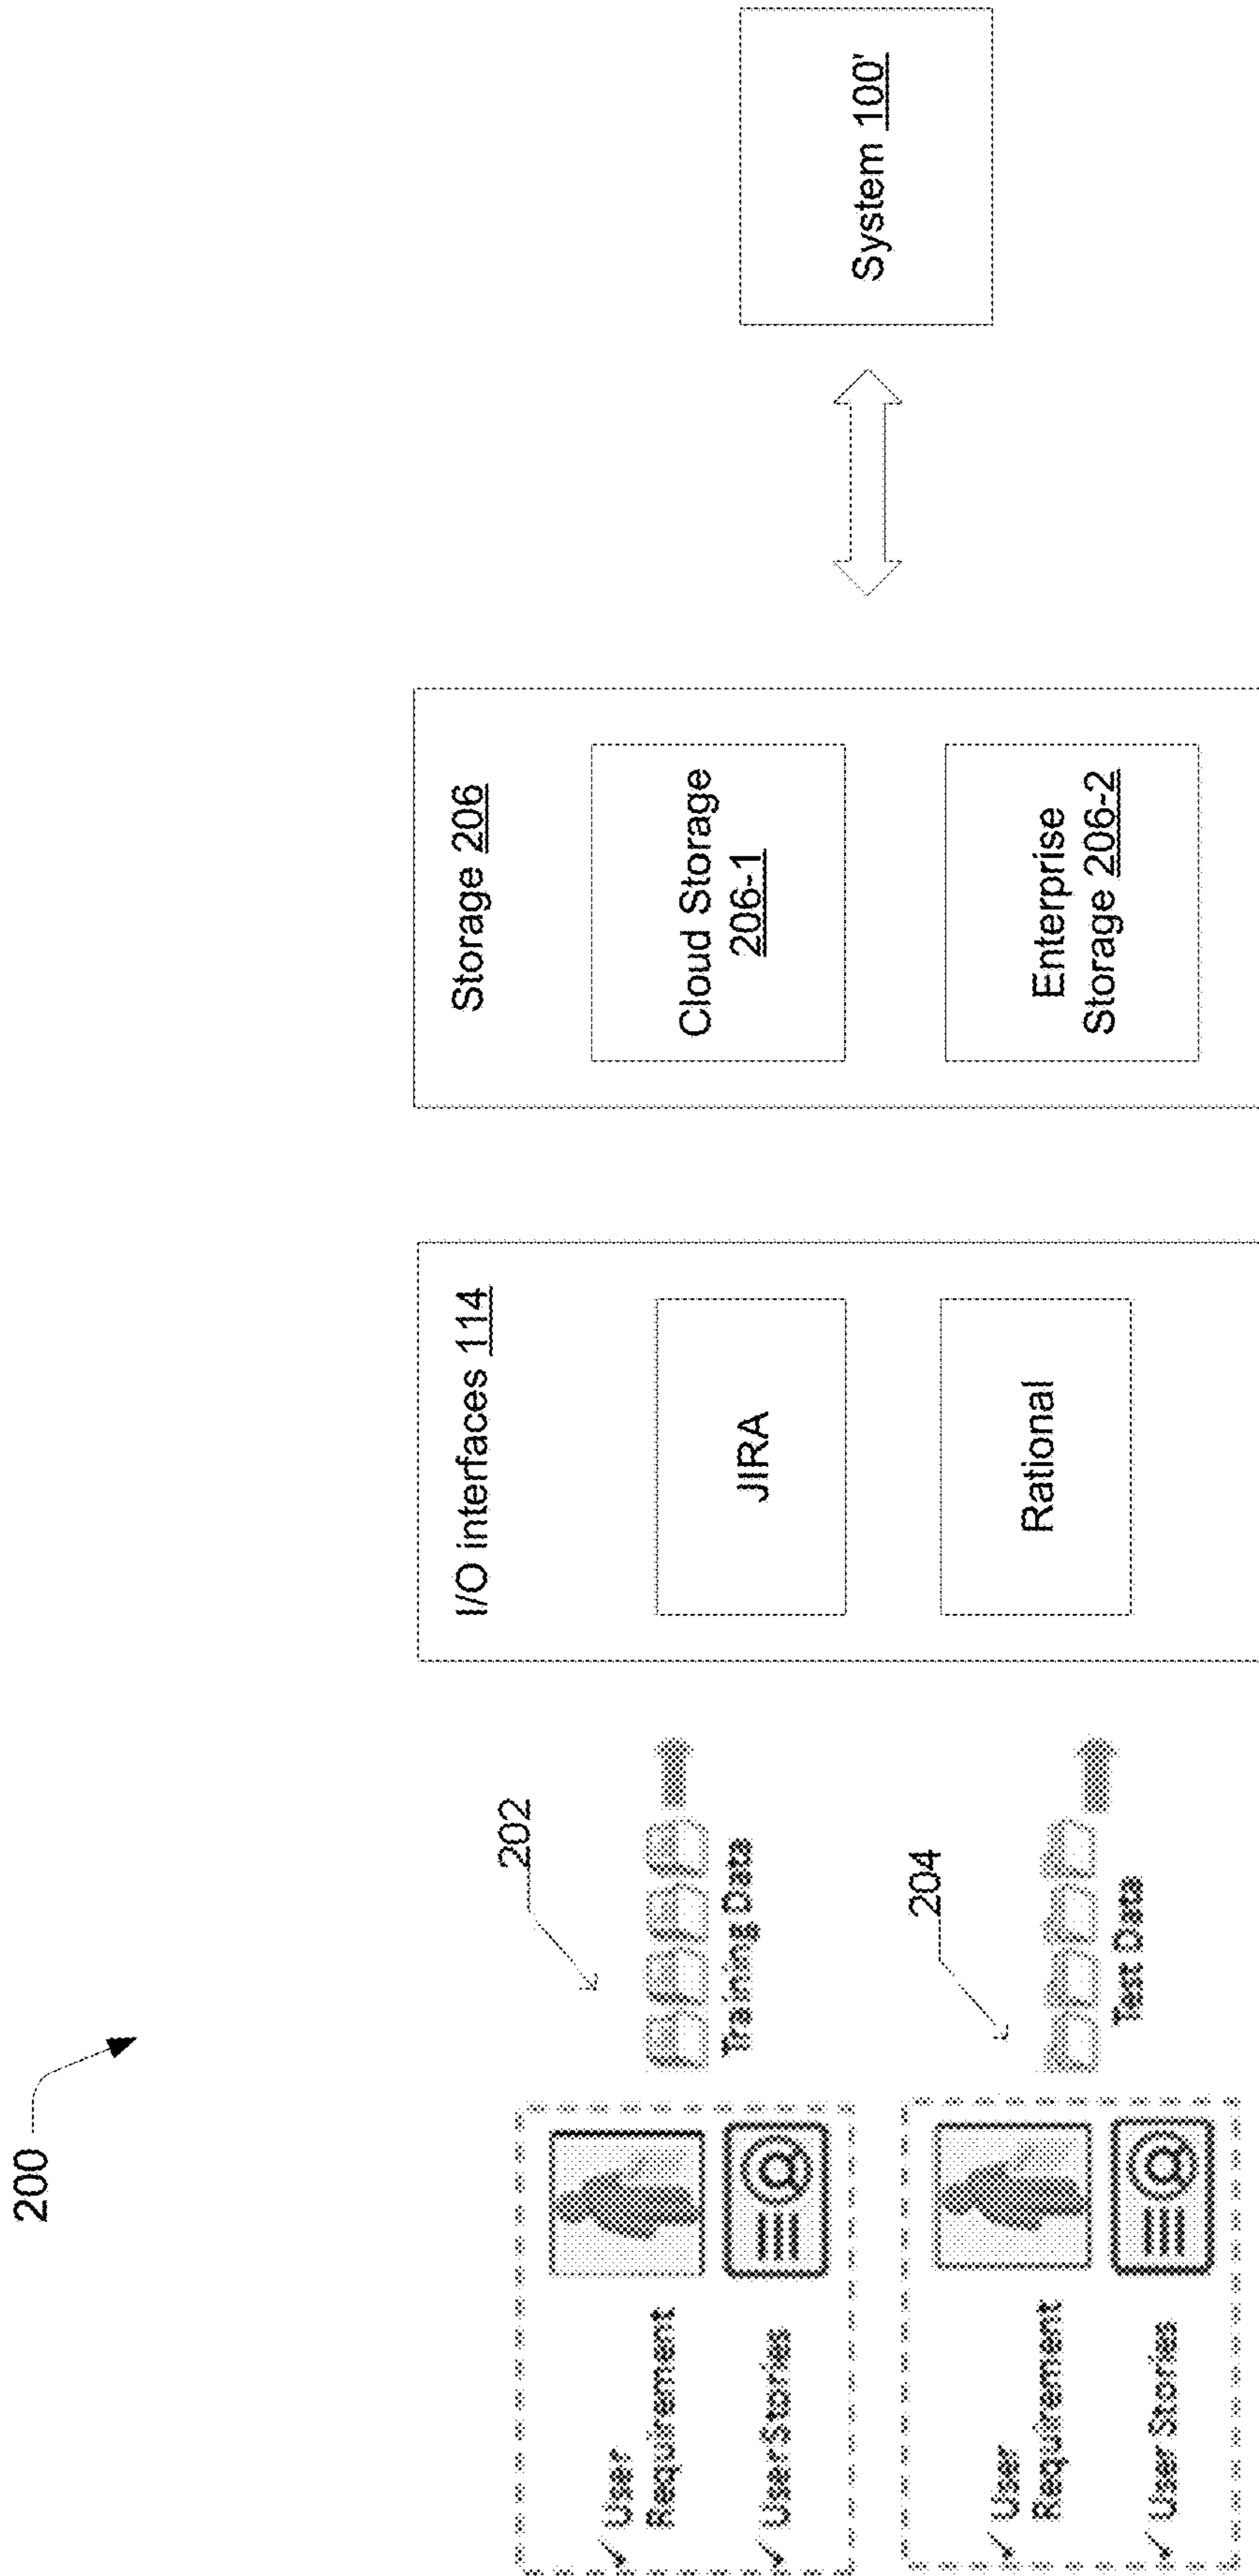 200
✓ User
Requirement
✓ User Stories
202
Training Data
✓ User
Requirement
✓ User Stories
204
Test Data
I/O interfaces 114
JIRA
Rational
Storage 206
Cloud Storage
206-1
Enterprise
Storage 206-2
System 100'